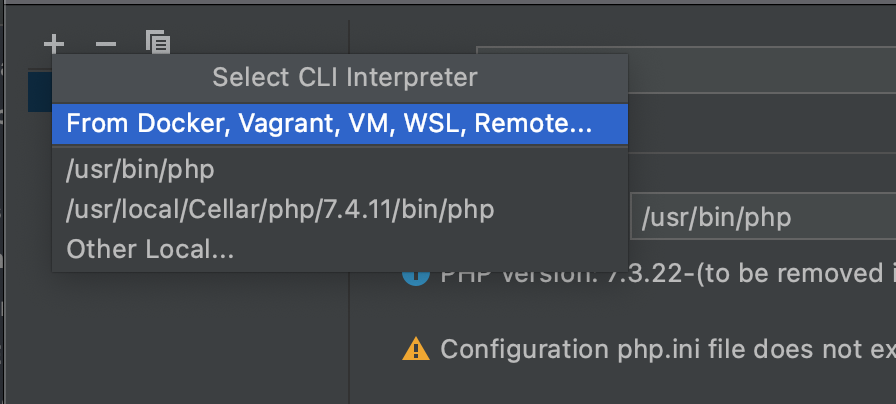 Select CLI Interpreter
From Docker, Vagrant, VM, WSL, Remote...
/usr/bin/php
/usr/local/Cellar/php/7.4.11/bin/php
/usr/bin/php
Other Local...
PHP version: 7.3.22-(to be removed i
Configuration php.ini file does not ex